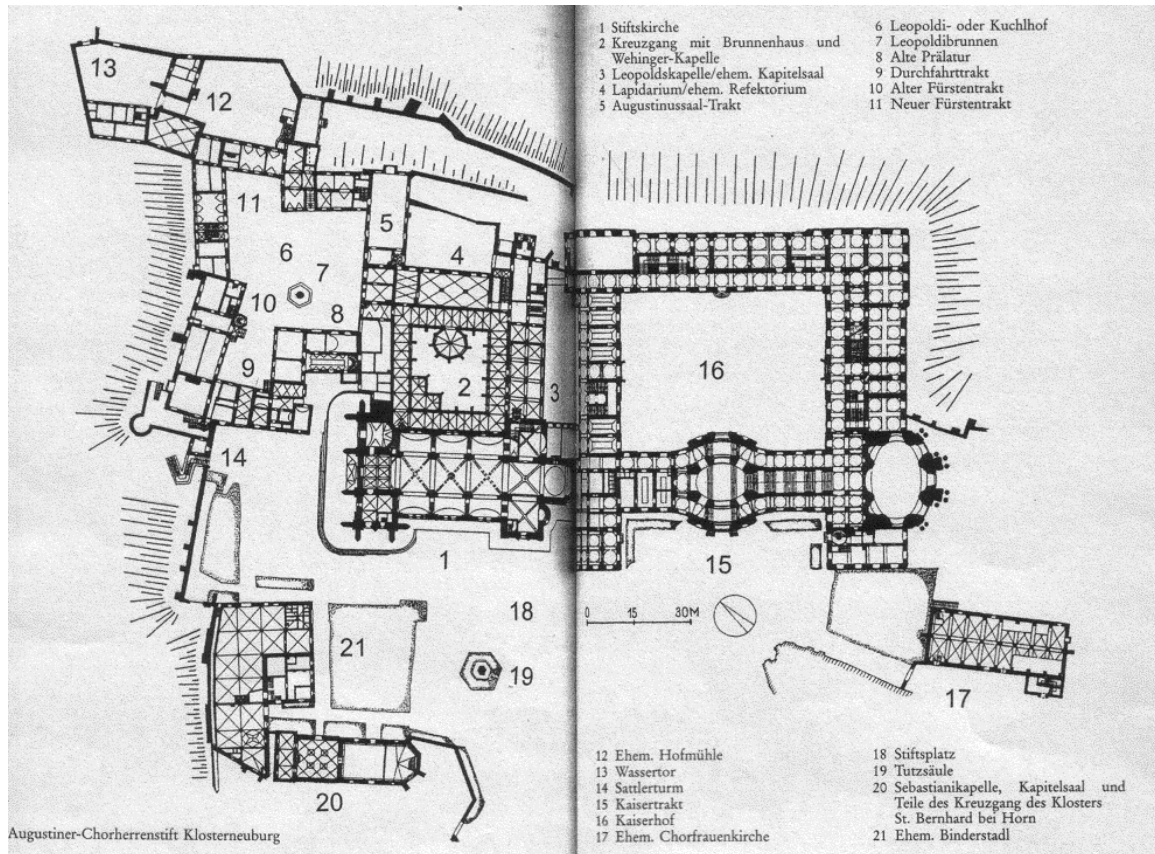 1 Stiftskirche
2 Kreuzgang mit Brunnenhaus und
Wehinger-Kapelle
3 Leopoldskapelle/ehem. Kapitelsaal
4 Lapidarium/ehem. Refektorium
5 Augustinussaal-Trakt
6 Leopoldi- oder Kuchlhof
7 Leopoldibrunnen
8 Alte Prälatur
9 Durchfahrttrakt
10 Alter Fürstentrakt
11 Neuer Fürstentrakt
13
12
11
5
4
6
7
10
8
9
2
3
16
14
1
15
18
0 15 30M
21
19
17
20
12 Ehem. Hofmühle
13 Wassertor
14 Sattlerturm
15 Kaisertrakt
16 Kaiserhof
17 Ehem. Chorfrauenkirche
18 Stiftsplatz
19 Tutzsäule
20 Sebastianikapelle, Kapitelsaal und
Teile des Kreuzgang des Klosters
St. Bernhard bei Horn
21 Ehem. Binderstadl
Augustiner-Chorherrenstift Klosterneuburg